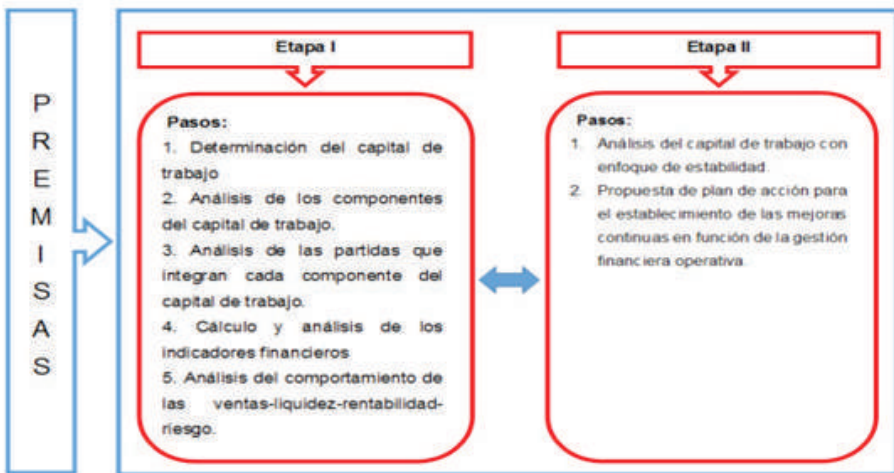 PREMISAS
Etapa I
Pasos:
1. Determinación del capital de
trabajo
2. Análisis de los componentes
del capital de trabajo.
3. Análisis de las partidas que
integran cada componente del
capital de trabajo.
4. Cálculo y análisis de los
indicadores financieros
5. Análisis del comportamiento de
las ventas-liquidez-rentabilidad-
riesgo.
Etapa II
Pasos:
1. Análisis del capital de trabajo con
enfoque de estabilidad.
2. Propuesta de plan de acción para
el establecimiento de las mejoras
continuas en función de la gestión
financiera operativa.